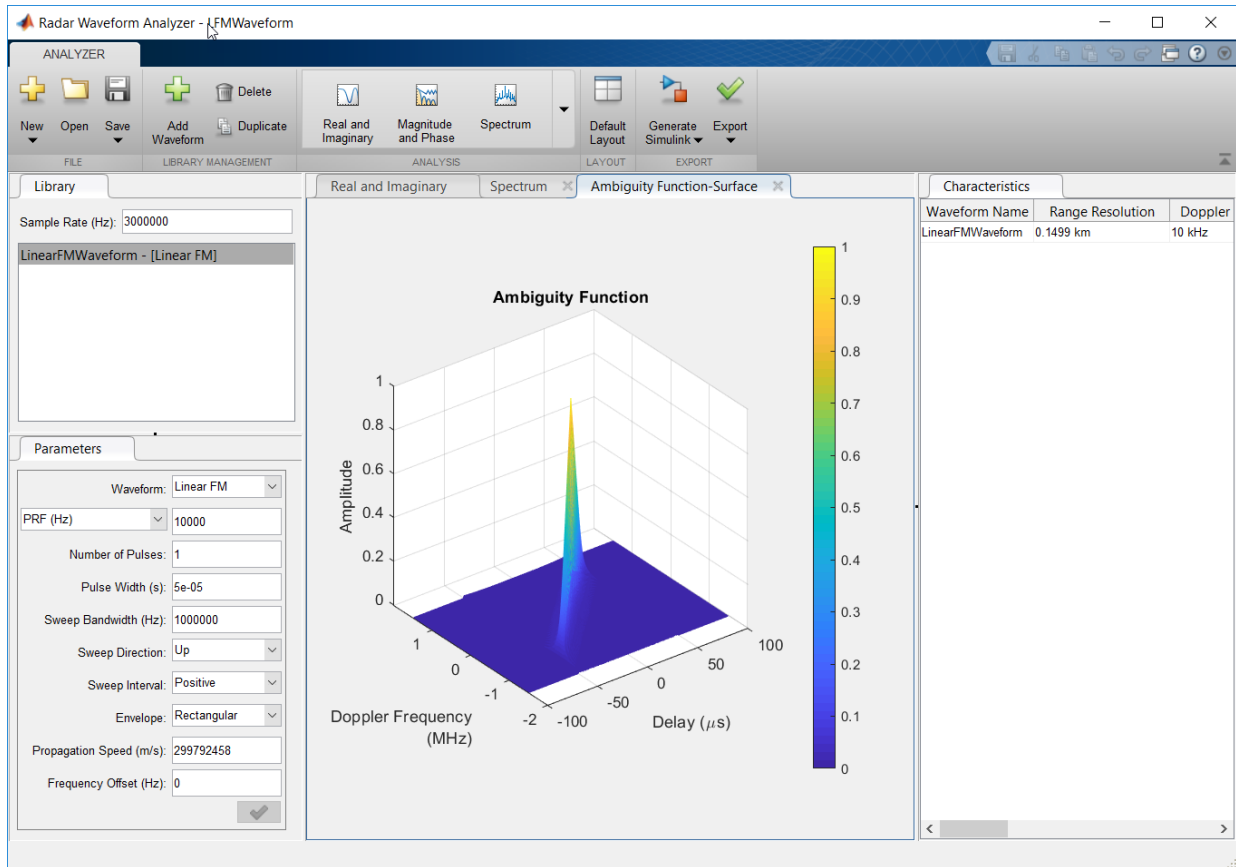 Radar Waveform Analyzer - LFMWaveform
ANALYZER
New
Open
Save
FILE
Add
Waveform
Delete
Duplicate
LIBRARY MANAGEMENT
Real and
Imaginary
Magnitude
and Phase
Spectrum
ANALYSIS
Default
Layout
LAYOUT
Generate
Simulink
Export
EXPORT
Library
Sample Rate (Hz): 3000000
LinearFMWaveform - [Linear FM]
Parameters
Waveform: Linear FM
PRF (Hz) 10000
Number of Pulses: 1
Pulse Width (s): 5e-05
Sweep Bandwidth (Hz): 1000000
Sweep Direction: Up
Sweep Interval: Positive
Envelope: Rectangular
Propagation Speed (m/s): 299792458
Frequency Offset (Hz): 0
Real and Imaginary
Spectrum
Ambiguity Function-Surface
Ambiguity Function
Amplitude
1
0.8
0.6
0.4
0.2
0
1
0
-1
-2
Doppler Frequency
(MHz)
-100
-50
0
50
100
Delay (μs)
1
0.9
0.8
0.7
0.6
0.5
0.4
0.3
0.2
0.1
0
Characteristics
Waveform Name Range Resolution Doppler
LinearFMWaveform 0.1499 km 10 kHz